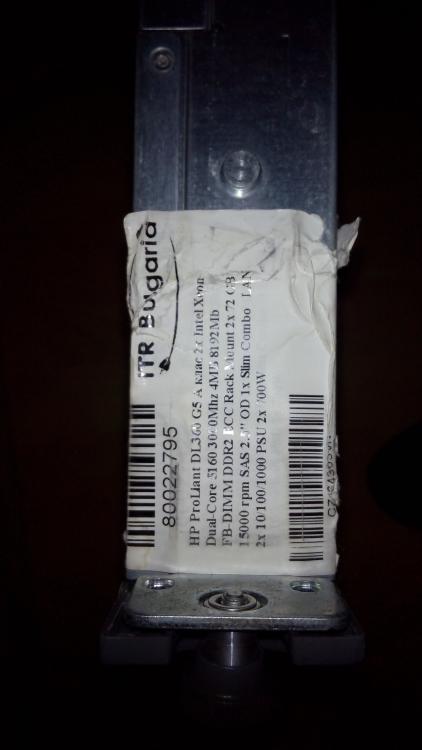 ITR Bulgaria
80022795
HP ProLiant DL360 G5 A клас 2x Intel Xeon
Dual-Core 5160 3000Mhz 4MB 8192Mb
FB-DIMM DDR2 ECC Rack Mount 2x 72 GB
15000 rpm SAS 2.5" OD 1x Slim Combo LAN
2x 10/100/1000 PSU 2x 700W